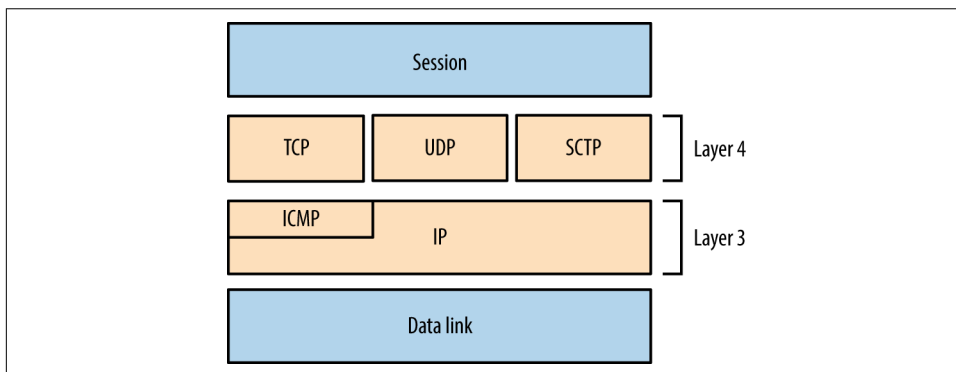 Session
TCP
UDP
SCTP
Layer 4
ICMP
IP
Layer 3
Data link